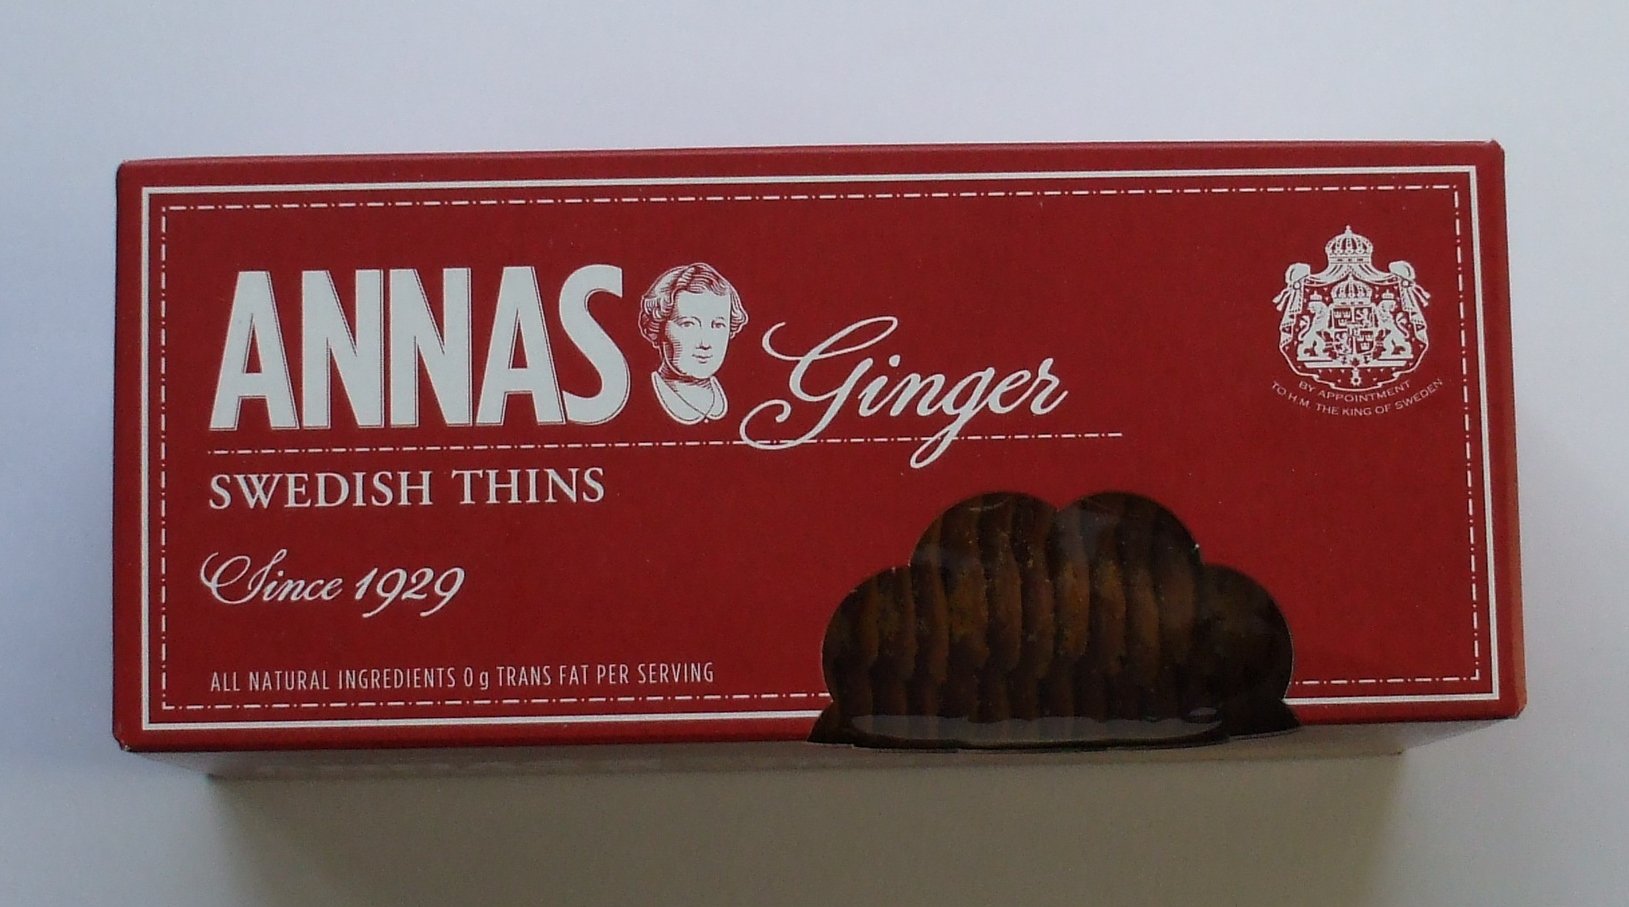 ANNAS Ginger
SWEDISH THINS
Since 1929
ALL NATURAL INGREDIENTS 0 g TRANS FAT PER SERVING
BY APPOINTMENT
TO H.M. THE KING OF SWEDEN